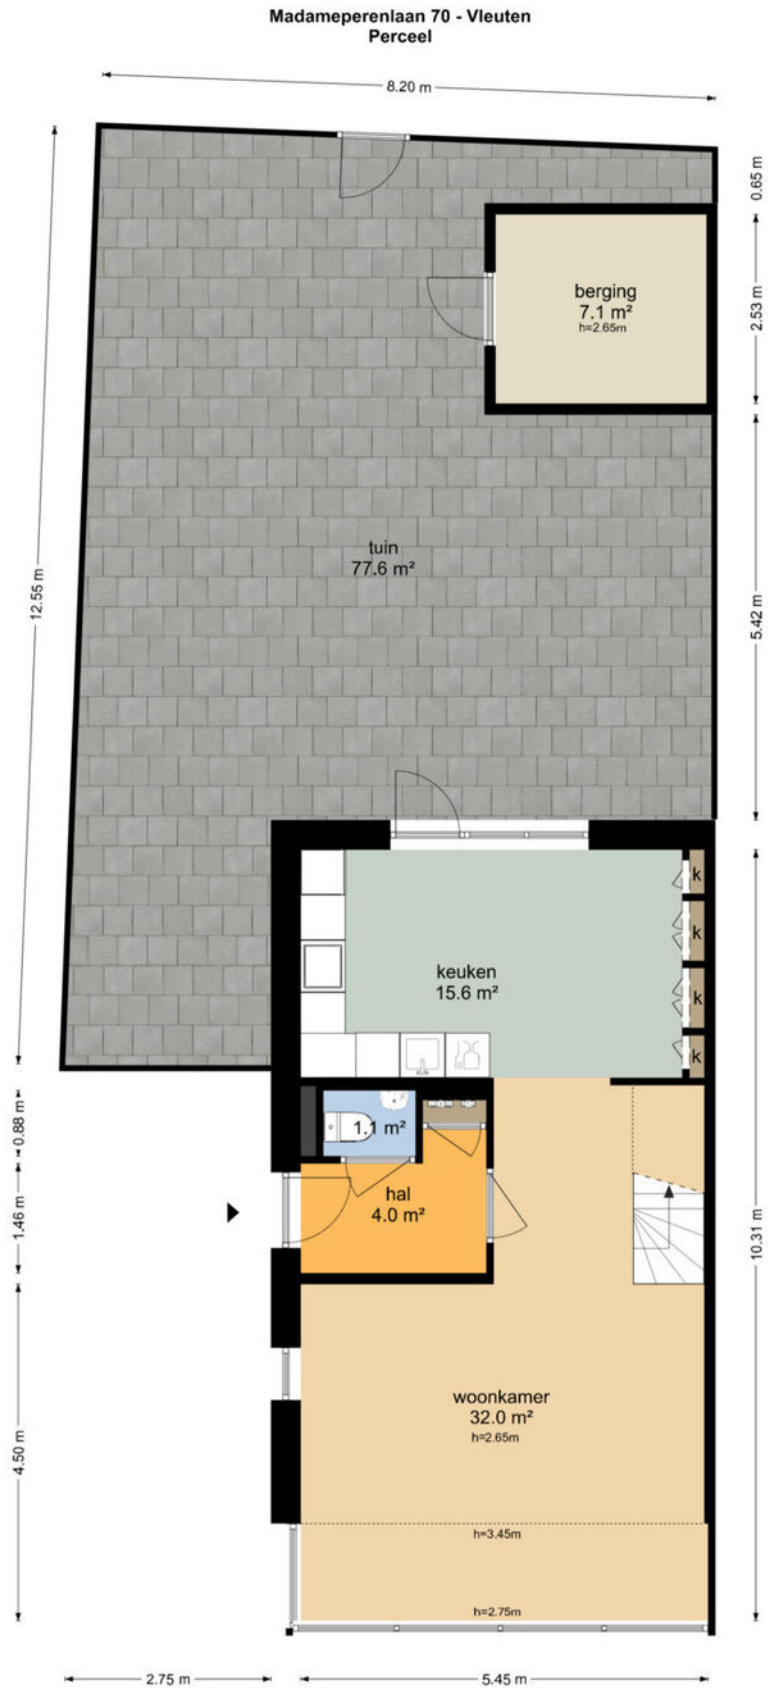 Madameperenlaan 70 - Vleuten
Perceel
8.20 m
0.65 m
berging
7.1 m²
h=2.65m
2.53 m
tuin
77.6 m²
12.55 m
5.42 m
k
k
keuken
15.6 m²
k
k
0.88 m
1.1 m²
hal
4.0 m²
1.46 m
10.31 m
woonkamer
32.0 m²
h=2.65m
4.50 m
h=3.45m
h=2.75m
2.75 m
5.45 m